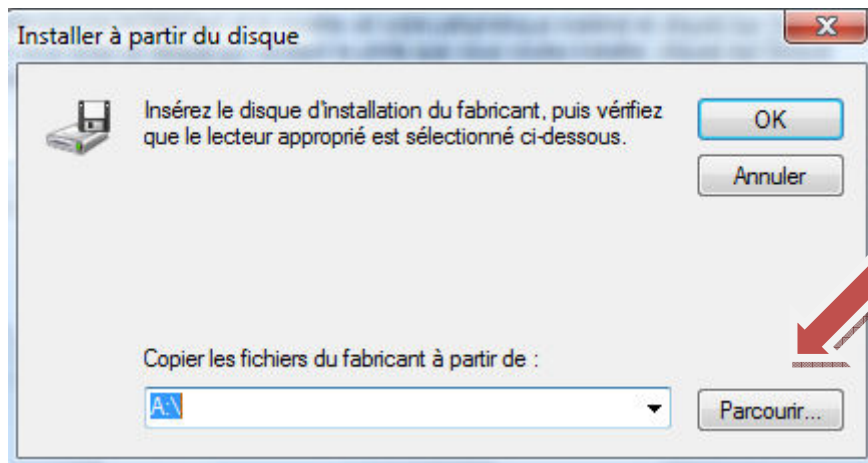 Installer à partir du disque
Insérez le disque d'installation du fabricant, puis vérifiez
que le lecteur approprié est sélectionné ci-dessous.
OK
Annuler
Copier les fichiers du fabricant à partir de :
A:\
Parcourir...